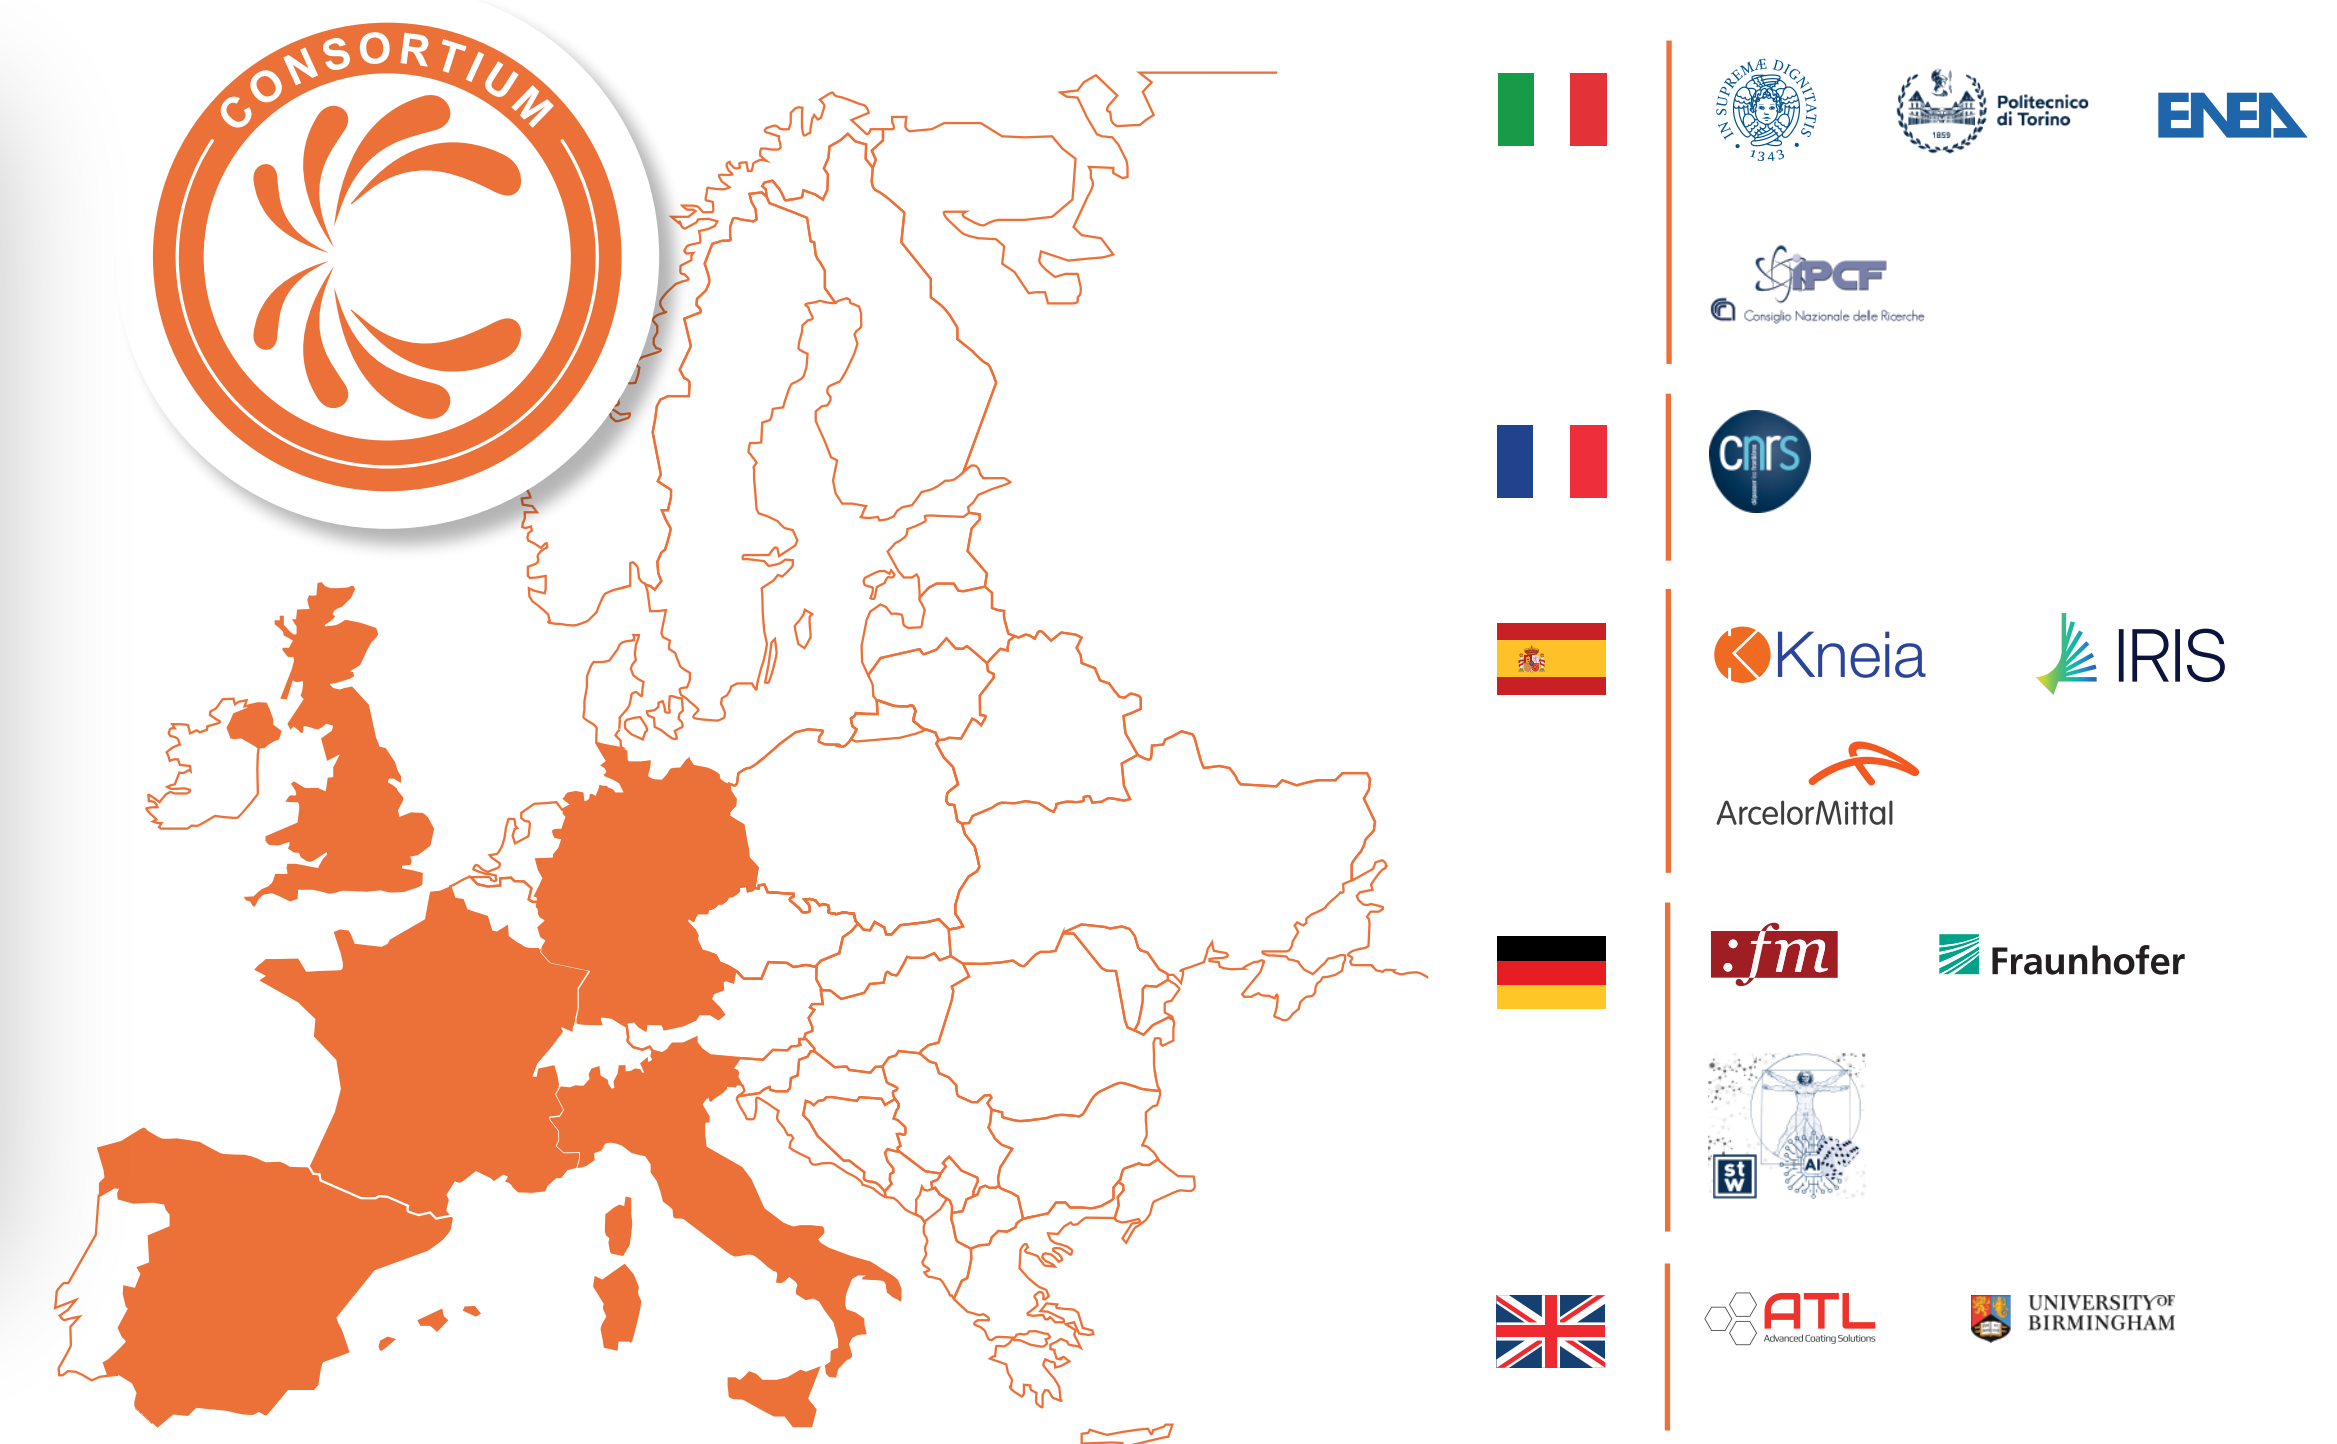 CONSORTIUM
IN SUPREMÆ DIGNITATIS
• 1343 •
1859
Politecnico
di Torino
ENEA
iPCF
Consiglio Nazionale delle Ricerche
cnrs
Kneia
IRIS
ArcelorMittal
:fm
Fraunhofer
AI
st
w
ATL
Advanced Coating Solutions
UNIVERSITY OF
BIRMINGHAM